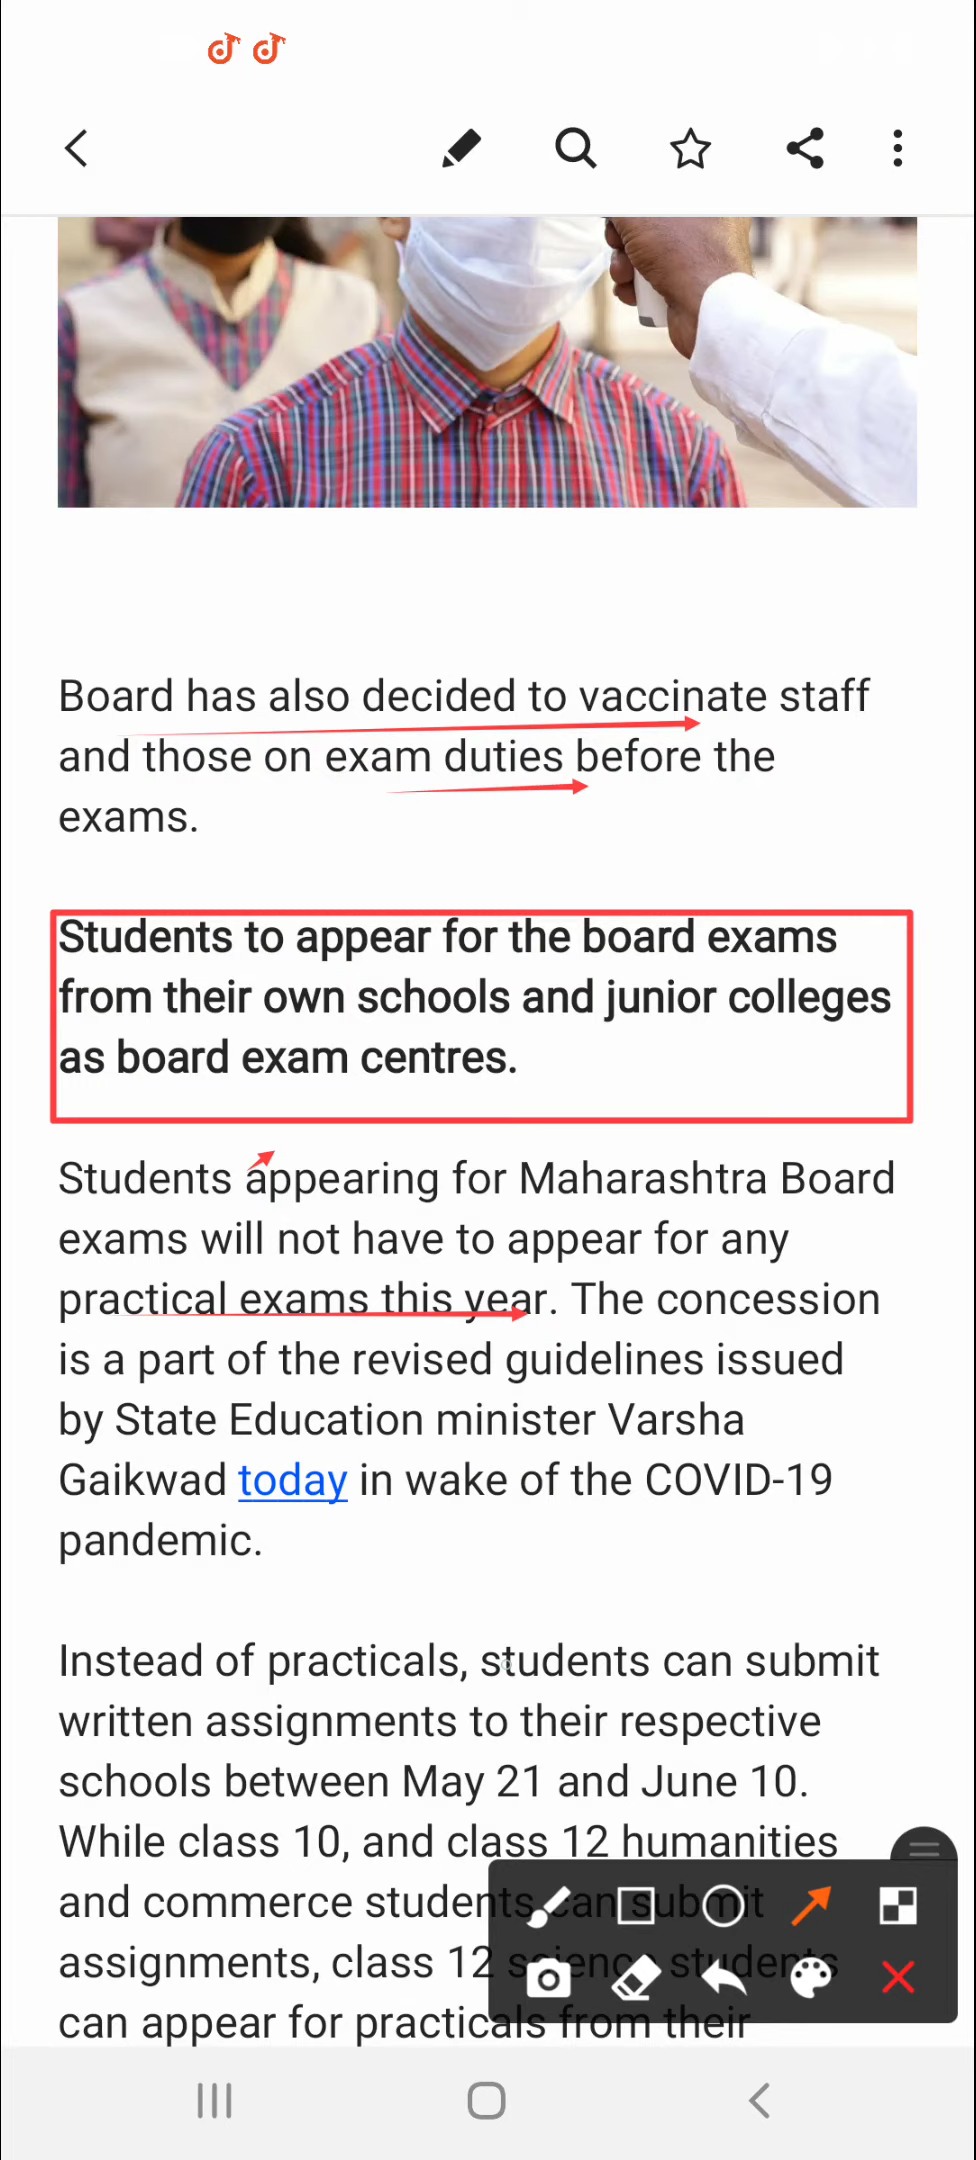 Board has also decided to vaccinate staff
and those on exam duties before the
exams.
Students to appear for the board exams
from their own schools and junior colleges
as board exam centres.
Students appearing for Maharashtra Board
exams will not have to appear for any
practical exams this year. The concession
is a part of the revised guidelines issued
by State Education minister Varsha
Gaikwad today in wake of the COVID-19
pandemic.
Instead of practicals, students can submit
written assignments to their respective
schools between May 21 and June 10.
While class 10, and class 12 humanities
and commerce students can submit
assignments, class 12 science students
can appear for practicals from their